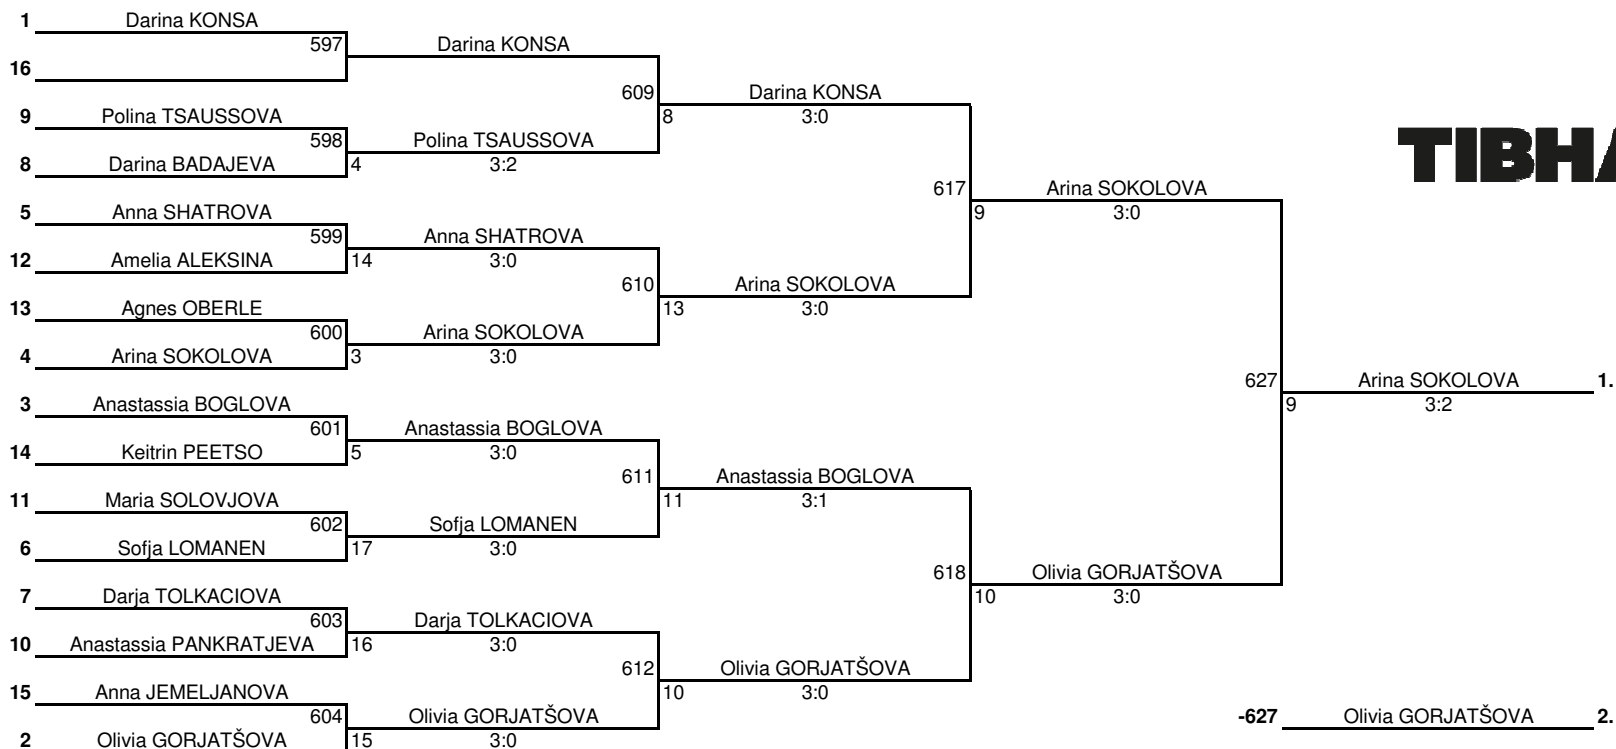 1 Darina KONSA
597 Darina KONSA
16
609 Darina KONSA
9 Polina TSAUSSOVA
8 3:0
598 Polina TSAUSSOVA
8 Darina BADAJEVA
4 3:2
TIBHA
617 Arina SOKOLOVA
5 Anna SHATROVA
9 3:0
599 Anna SHATROVA
12 Amelia ALEKSINA
14 3:0
610 Arina SOKOLOVA
13 Agnes OBERLE
13 3:0
600 Arina SOKOLOVA
4 Arina SOKOLOVA
3 3:0
627 Arina SOKOLOVA 1.
3 Anastassia BOGLOVA
9 3:2
601 Anastassia BOGLOVA
14 Keitrin PEETSO
5 3:0
611 Anastassia BOGLOVA
11 Maria SOLOVJOVA
11 3:1
602 Sofja LOMANEN
6 Sofja LOMANEN
17 3:0
618 Olivia GORJATŠOVA
7 Darja TOLKACIOVA
10 3:0
603 Darja TOLKACIOVA
10 Anastassia PANKRATJEVA
16 3:0
612 Olivia GORJATŠOVA
15 Anna JEMELJANOVA
10 3:0
604 Olivia GORJATŠOVA
-627 Olivia GORJATŠOVA 2.
2 Olivia GORJATŠOVA
15 3:0